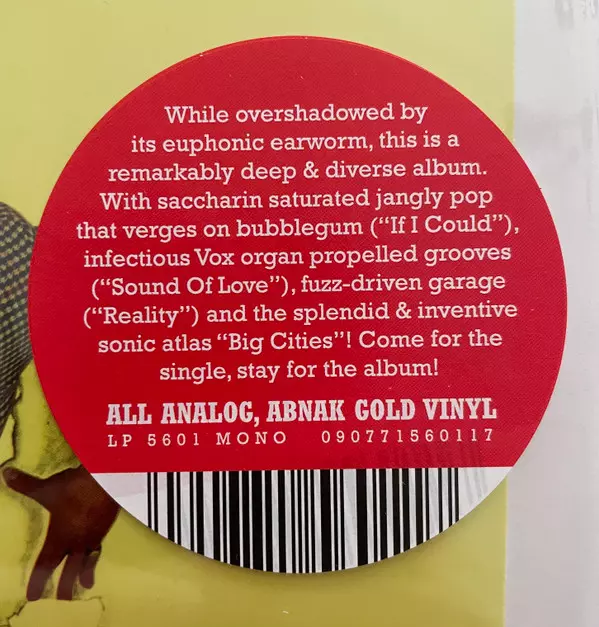 While overshadowed by
its euphonic earworm, this is a
remarkably deep & diverse album.
With saccharin saturated jangly pop
that verges on bubblegum (“If I Could”),
infectious Vox organ propelled grooves
(“Sound Of Love”), fuzz-driven garage
(“Reality”) and the splendid & inventive
sonic atlas “Big Cities”! Come for the
single, stay for the album!
ALL ANALOG, ABNAK GOLD VINYL
LP 5601 MONO 090771560117